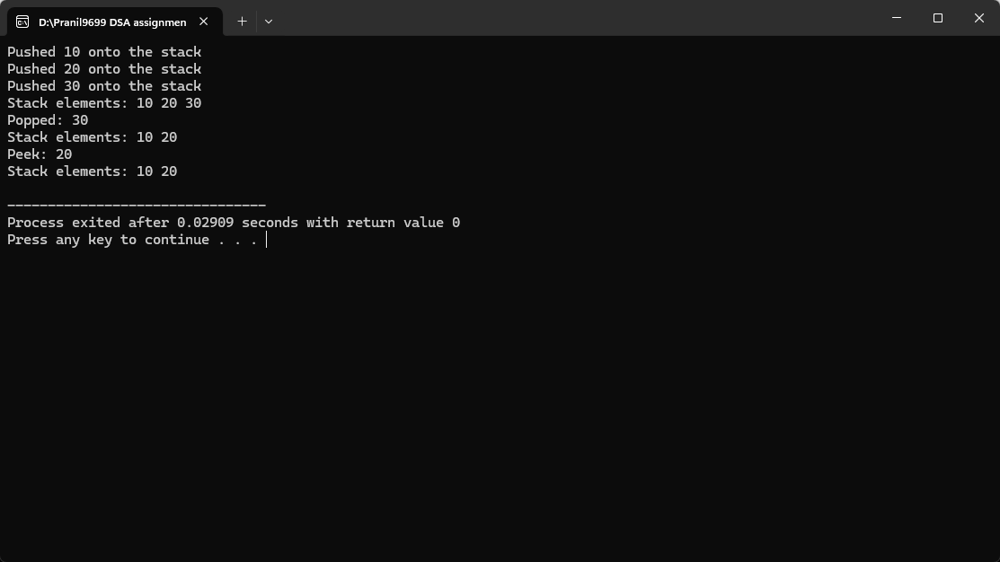 D:\Pranil9699 DSA assignmen
Pushed 10 onto the stack
Pushed 20 onto the stack
Pushed 30 onto the stack
Stack elements: 10 20 30
Popped: 30
Stack elements: 10 20
Peek: 20
Stack elements: 10 20
--------------------------------
Process exited after 0.02909 seconds with return value 0
Press any key to continue . . .